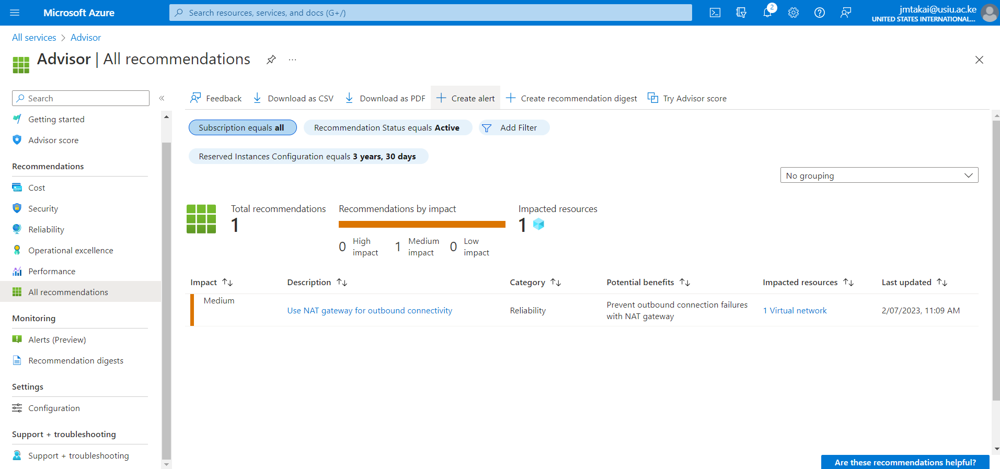 Microsoft Azure
Search resources, services, and docs (G+/)
2
jmtakai@usiu.ac.ke
UNITED STATES INTERNATIONAL...
All services > Advisor
Advisor | All recommendations
...
Search
«
Feedback
Download as CSV
Download as PDF
Create alert
Create recommendation digest
Try Advisor score
Getting started
Advisor score
Recommendations
Cost
Security
Reliability
Operational excellence
Performance
All recommendations
Monitoring
Alerts (Preview)
Recommendation digests
Settings
Configuration
Support + troubleshooting
Support + troubleshooting
Subscription equals all
Recommendation Status equals Active
Add Filter
Reserved Instances Configuration equals 3 years, 30 days
No grouping
Total recommendations
1
Recommendations by impact
0 High impact
1 Medium impact
0 Low impact
Impacted resources
1
Impact Description Category Potential benefits Impacted resources Last updated
Medium
Use NAT gateway for outbound connectivity
Reliability
Prevent outbound connection failures
with NAT gateway
1 Virtual network
2/07/2023, 11:09 AM
Are these recommendations helpful?